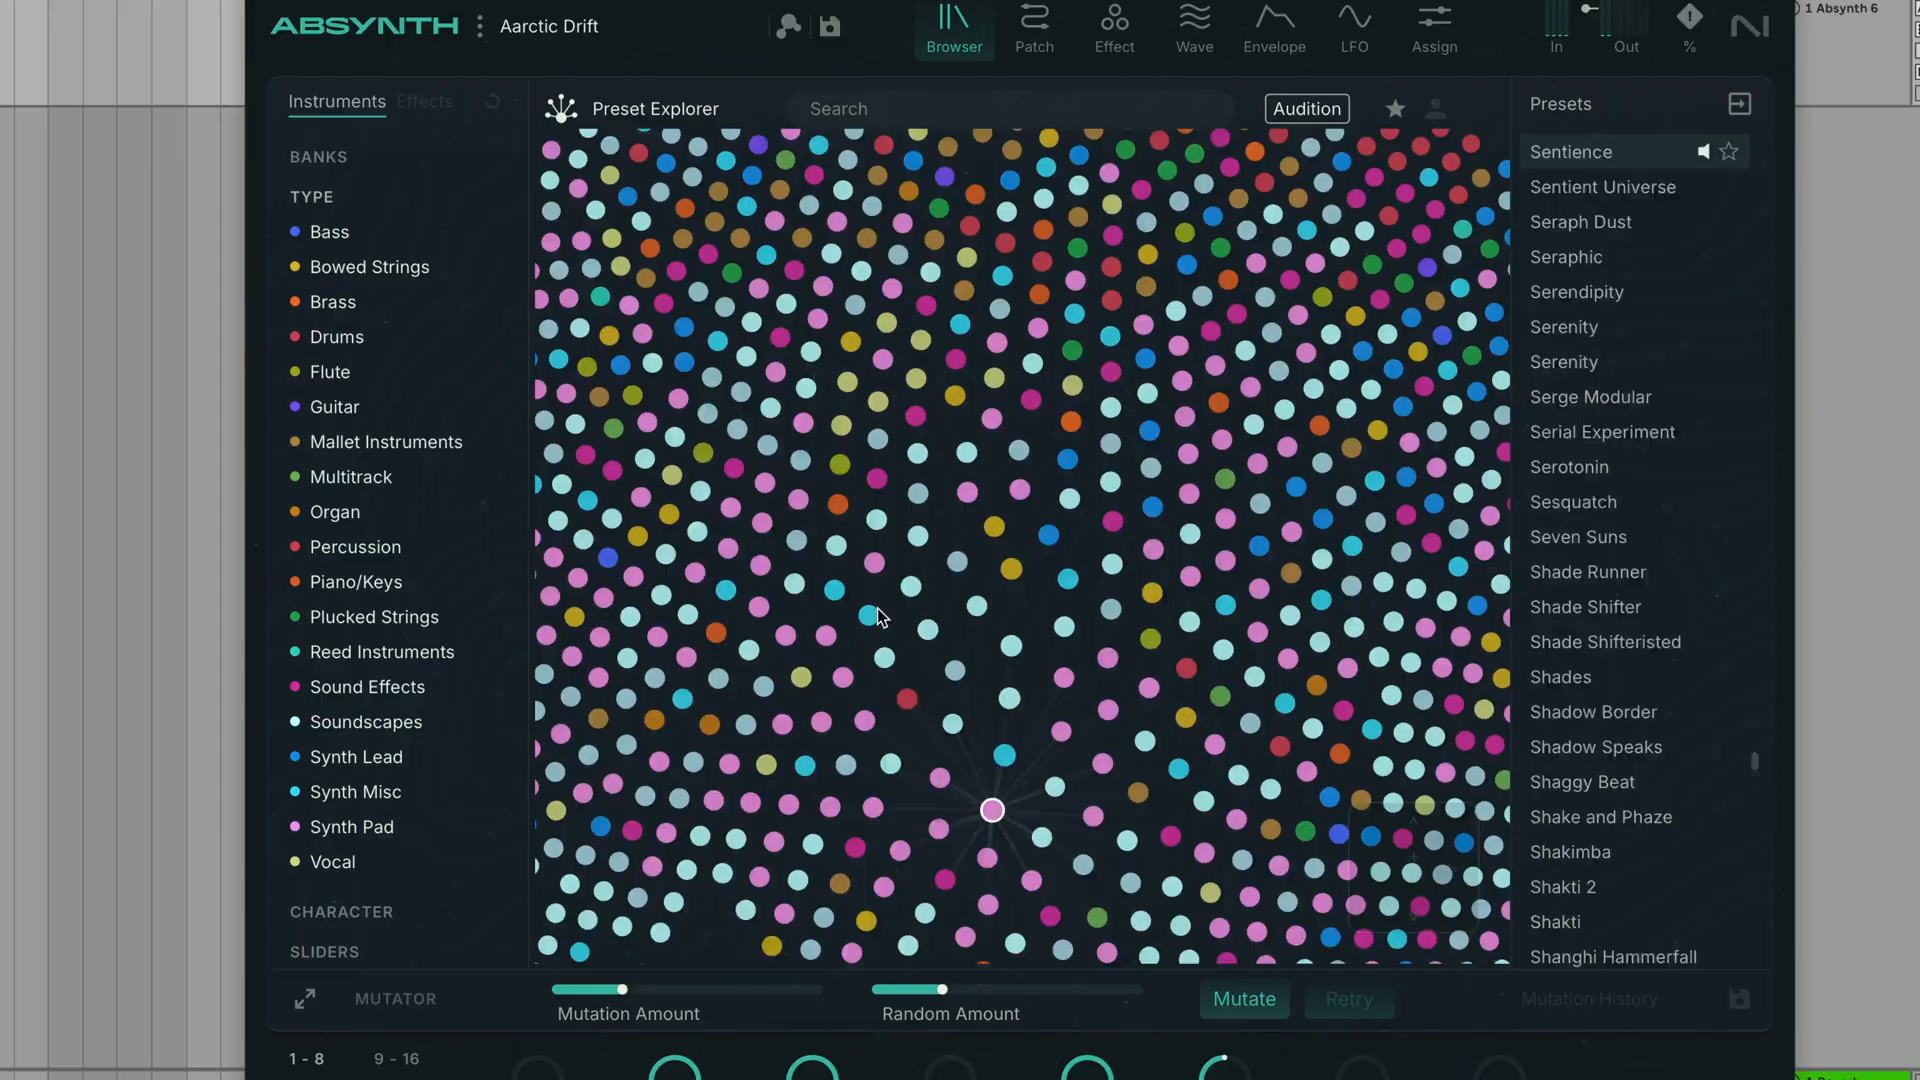 ABSYNTH
Aarctic Drift
Browser
Patch
Effect
Wave
Envelope
LFO
Assign
In
Out
%
1 Absynth 6
Instruments
Effects
Preset Explorer
Search
Audition
Presets
BANKS
TYPE
Bass
Bowed Strings
Brass
Drums
Flute
Guitar
Mallet Instruments
Multitrack
Organ
Percussion
Piano/Keys
Plucked Strings
Reed Instruments
Sound Effects
Soundscapes
Synth Lead
Synth Misc
Synth Pad
Vocal
CHARACTER
SLIDERS
Sentience
Sentient Universe
Seraph Dust
Seraphic
Serendipity
Serenity
Serenity
Serge Modular
Serial Experiment
Serotonin
Sesquatch
Seven Suns
Shade Runner
Shade Shifter
Shade Shifteristed
Shades
Shadow Border
Shadow Speaks
Shaggy Beat
Shake and Phaze
Shakimba
Shakti 2
Shakti
Shanghi Hammerfall
MUTATOR
Mutation Amount
Random Amount
Mutate
Retry
Mutation History
1 - 8
9 - 16